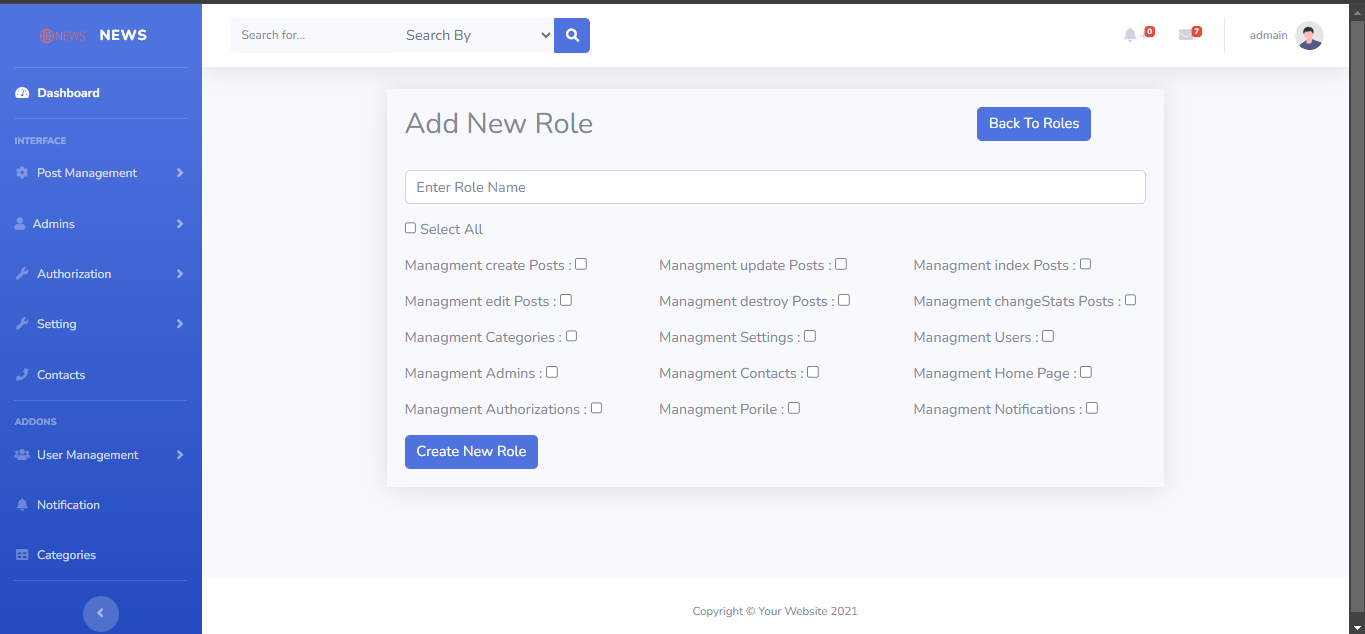 NEWS NEWS
Dashboard
INTERFACE
Post Management
Admins
Authorization
Setting
Contacts
ADDONS
User Management
Notification
Categories
Search for...
Search By
0
7
admain
Add New Role
Back To Roles
Enter Role Name
Select All
Managment create Posts : Managment update Posts : Managment index Posts :
Managment edit Posts : Managment destroy Posts : Managment changeStats Posts :
Managment Categories : Managment Settings : Managment Users :
Managment Admins : Managment Contacts : Managment Home Page :
Managment Authorizations : Managment Porile : Managment Notifications :
Create New Role
Copyright © Your Website 2021